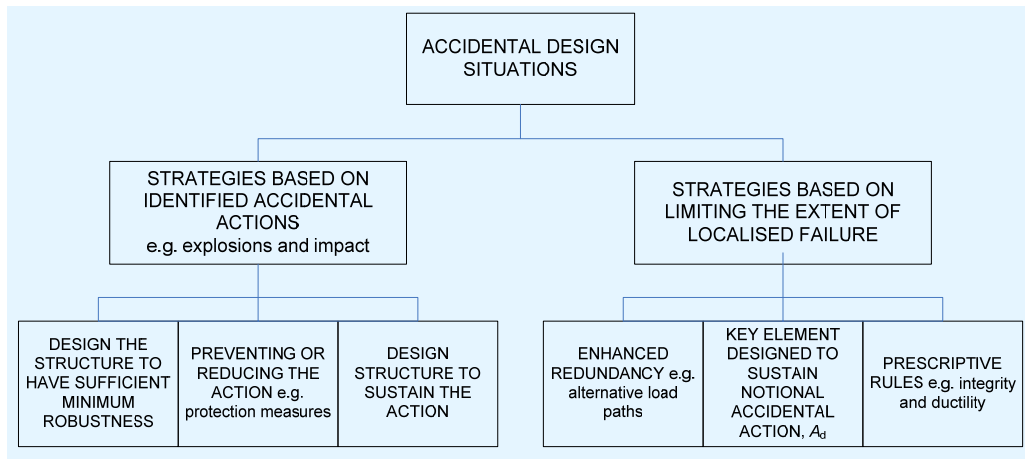 ACCIDENTAL DESIGN
SITUATIONS
STRATEGIES BASED ON
IDENTIFIED ACCIDENTAL
ACTIONS
e.g. explosions and impact
STRATEGIES BASED ON
LIMITING THE EXTENT OF
LOCALISED FAILURE
DESIGN THE
STRUCTURE TO
HAVE SUFFICIENT
MINIMUM
ROBUSTNESS
PREVENTING OR
REDUCING THE
ACTION e.g.
protection measures
DESIGN
STRUCTURE TO
SUSTAIN THE
ACTION
ENHANCED
REDUNDANCY e.g.
alternative load
paths
KEY ELEMENT
DESIGNED TO
SUSTAIN
NOTIONAL
ACCIDENTAL
ACTION, Ad
PRESCRIPTIVE
RULES e.g. integrity
and ductility